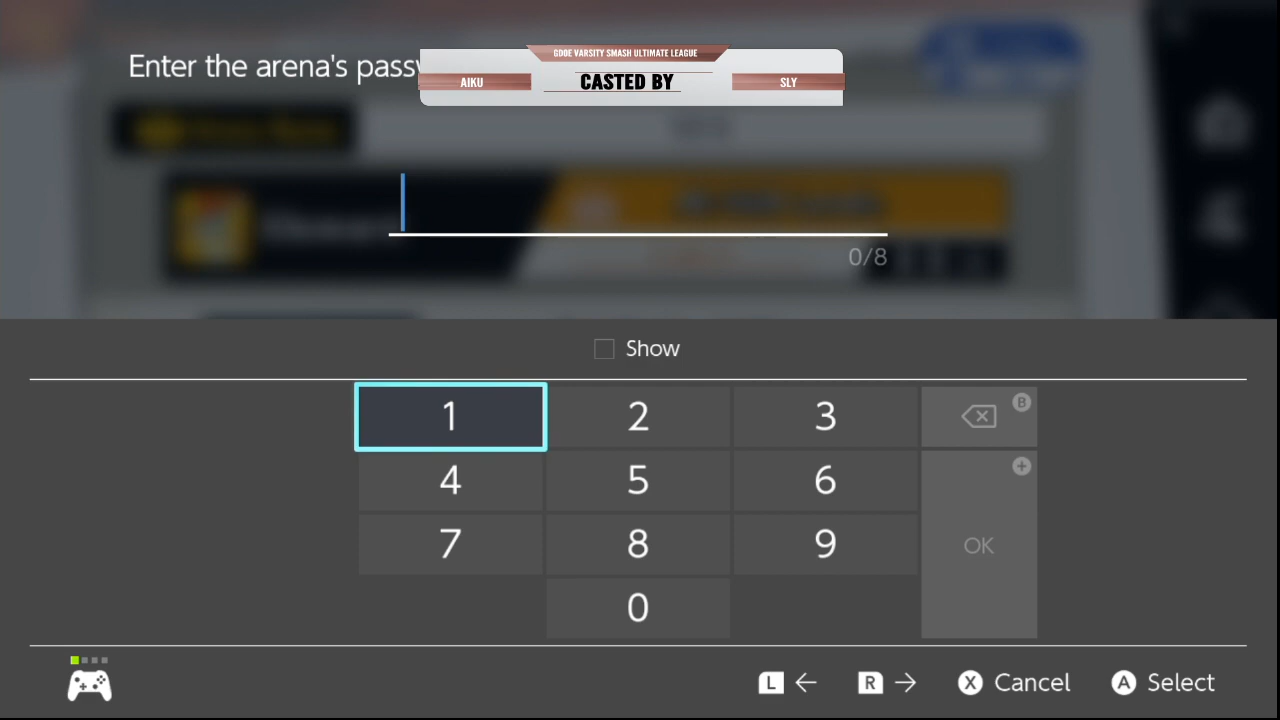 GDOE VARSITY SMASH ULTIMATE LEAGUE
Enter the arena's passw
AIKU
CASTED BY
SLY
0/8
Show
1 2 3 B
4 5 6 +
7 8 9 OK
0
L ← R → X Cancel A Select